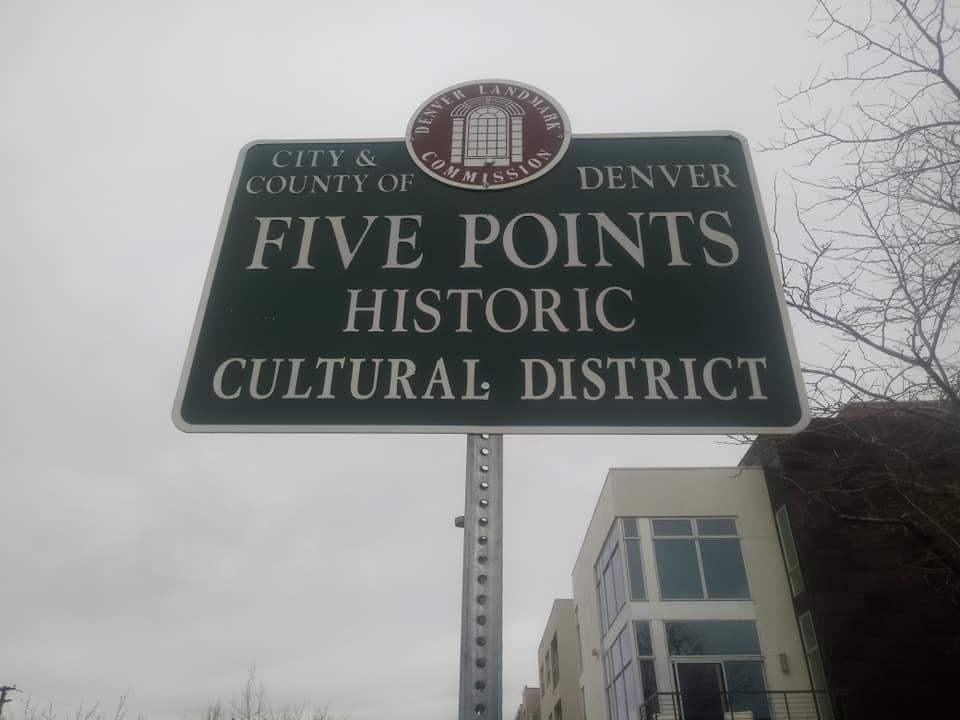 DENVER LANDMARK
COMMISSION
CITY &
COUNTY OF DENVER
FIVE POINTS
HISTORIC
CULTURAL DISTRICT